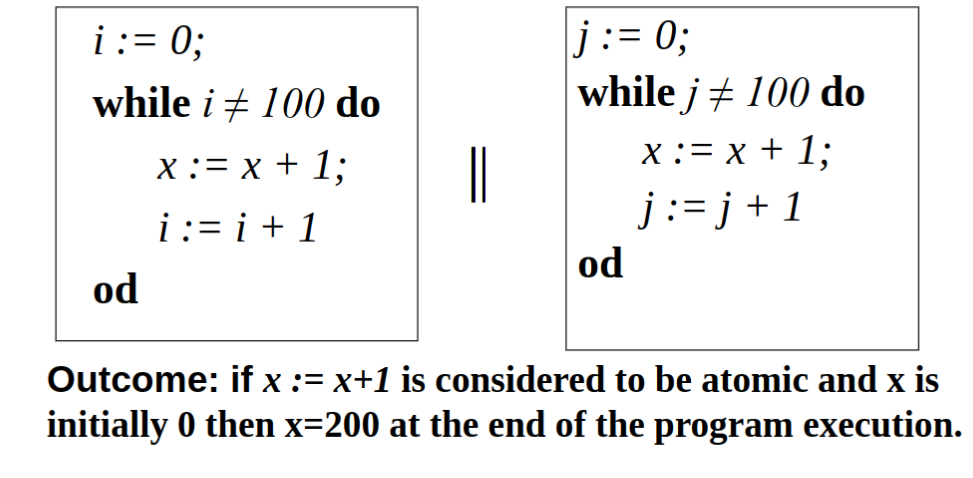 i := 0;
while i ≠ 100 do
x := x + 1;
i := i + 1
od
||
j := 0;
while j ≠ 100 do
x := x + 1;
j := j + 1
od
Outcome: if x := x+1 is considered to be atomic and x is
initially 0 then x=200 at the end of the program execution.